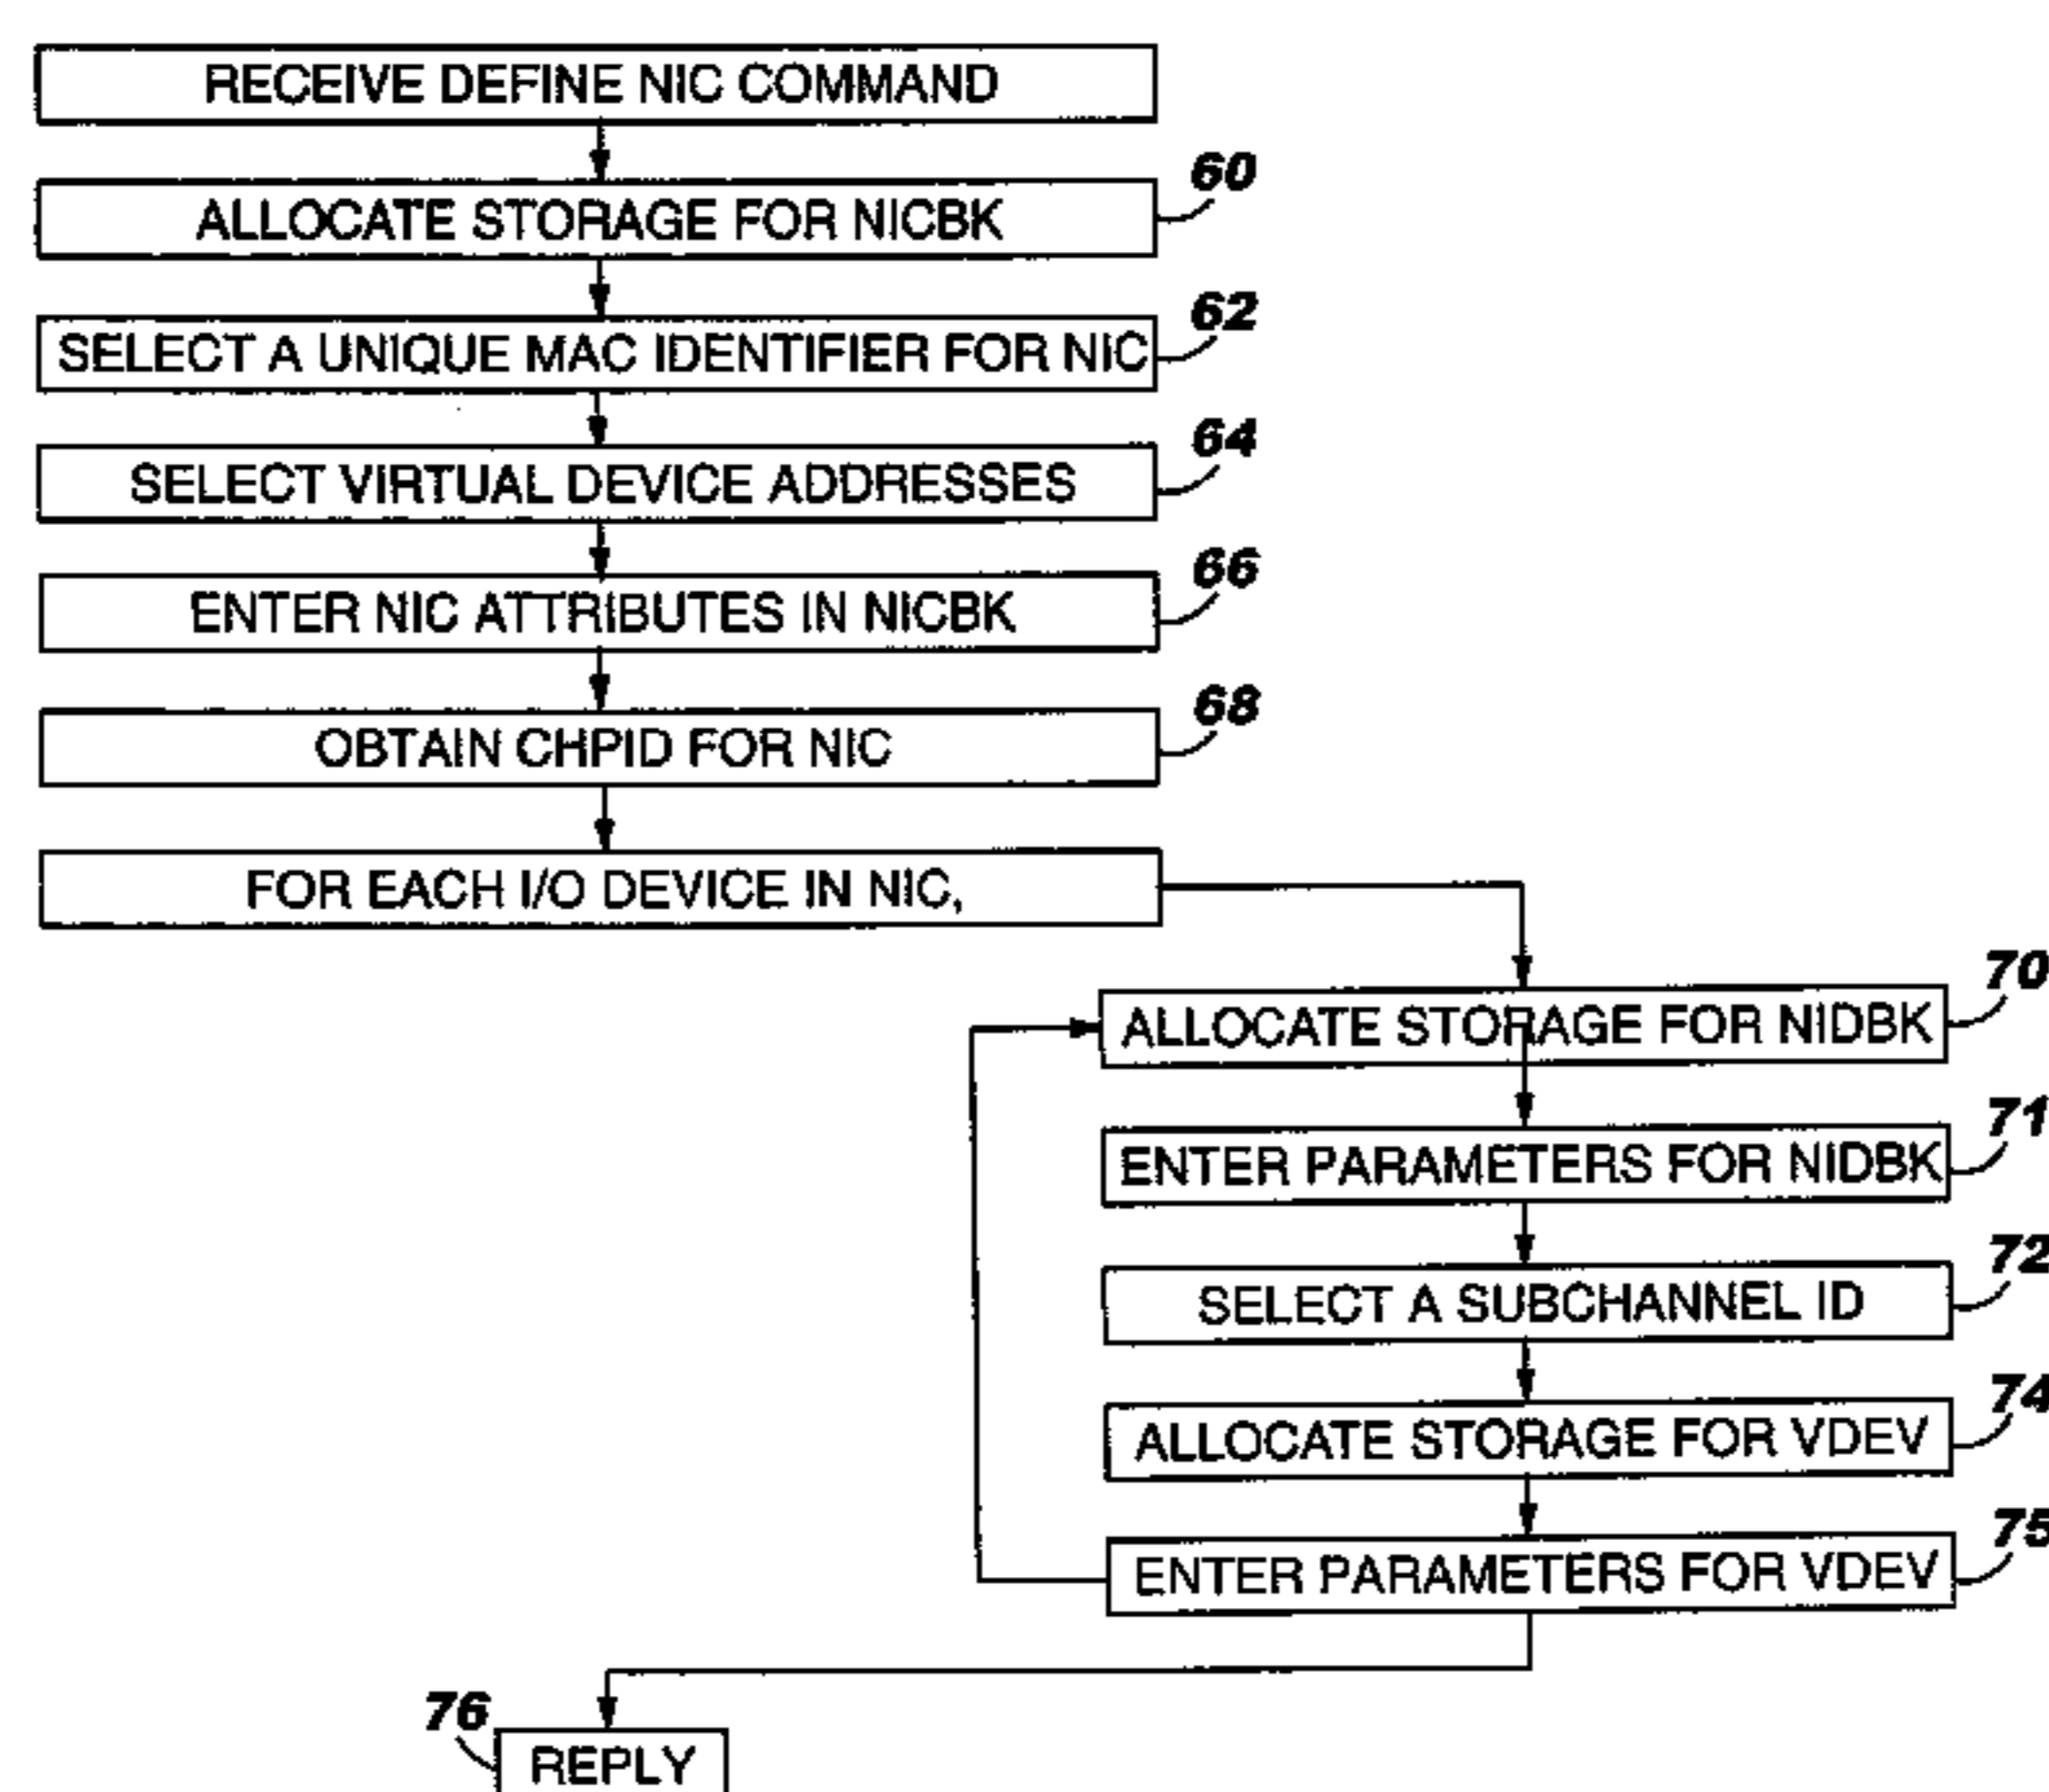 RECEIVE DEFINE NIC COMMAND
60
ALLOCATE STORAGE FOR NICBK
62
SELECT A UNIQUE MAC IDENTIFIER FOR NIC
64
SELECT VIRTUAL DEVICE ADDRESSES
66
ENTER NIC ATTRIBUTES IN NICBK
68
OBTAIN CHPID FOR NIC
FOR EACH I/O DEVICE IN NIC,
70
ALLOCATE STORAGE FOR NIDBK
71
ENTER PARAMETERS FOR NIDBK
72
SELECT A SUBCHANNEL ID
74
ALLOCATE STORAGE FOR VDEV
75
ENTER PARAMETERS FOR VDEV
76
REPLY